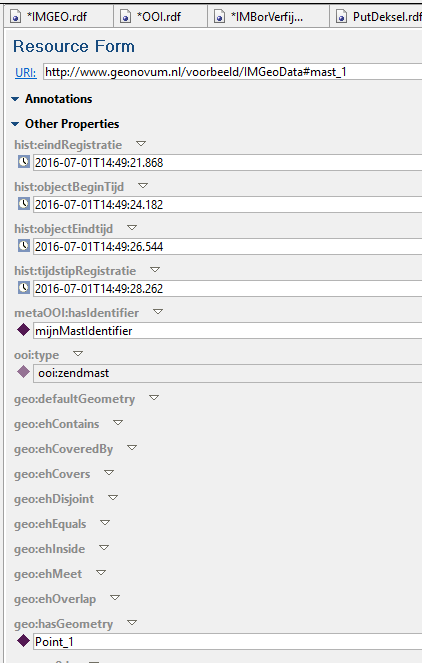 *IMGEO.rdf *OOI.rdf *IMBorVerfij... PutDeksel.rdf
Resource Form
URI: http://www.geonovum.nl/voorbeeld/IMGeoData#mast_1
Annotations
Other Properties
hist:eindRegistratie
2016-07-01T14:49:21.868
hist:objectBeginTijd
2016-07-01T14:49:24.182
hist:objectEindtijd
2016-07-01T14:49:26.544
hist:tijdstipRegistratie
2016-07-01T14:49:28.262
metaOOI:hasIdentifier
mijnMastIdentifier
ooi:type
ooi:zendmast
geo:defaultGeometry
geo:ehContains
geo:ehCoveredBy
geo:ehCovers
geo:ehDisjoint
geo:ehEquals
geo:ehInside
geo:ehMeet
geo:ehOverlap
geo:hasGeometry
Point_1